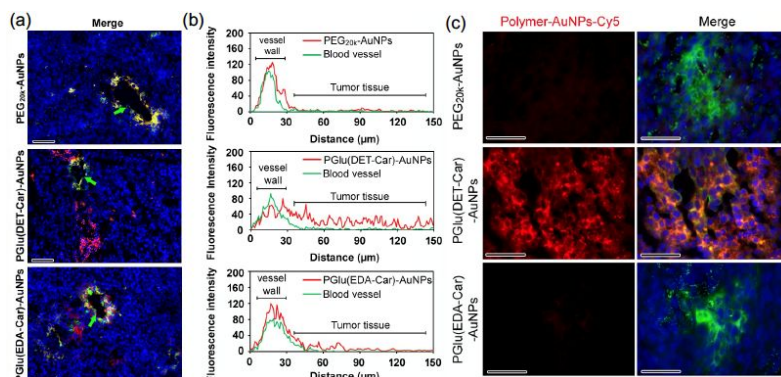 (a)
Merge
PEG20k-AuNPs
PGlu(DET-Car)-AuNPs
PGlu(EDA-Car)-AuNPs
(b)
Fluorescence intensity
200
160
120
80
40
0
vessel
wall
PEG20k-AuNPs
Blood vessel
Tumor tissue
0 30 60 90 120 150
Distance (µm)
Fluorescence Intensity
200
160
120
80
40
0
vessel
wall
PGlu(DET-Car)-AuNPs
Blood vessel
Tumor tissue
0 30 60 90 120 150
Distance (µm)
Fluorescence intensity
200
160
120
80
40
0
vessel
wall
PGlu(EDA-Car)-AuNPs
Blood vessel
Tumor tissue
0 30 60 90 120 150
Distance (µm)
(c)
Polymer-AuNPs-Cy5 Merge
PEG20k-AuNPs
PGlu(DET-Car)
-AuNPs
PGlu(EDA-Car)
-AuNPs